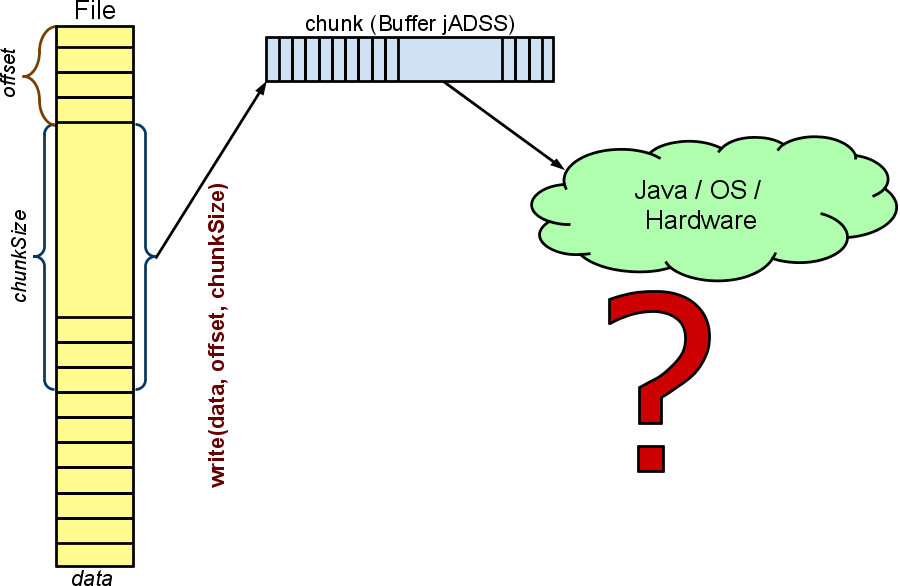 File
chunk (Buffer jADSS)
offset
Java / OS /
Hardware
chunkSize
write(data, offset, chunkSize)
?
data